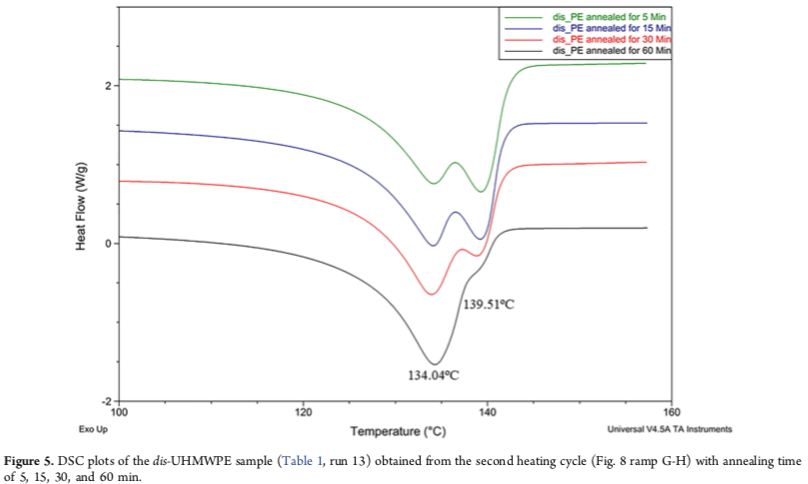 dis_PE annealed for 5 Min
dis_PE annealed for 15 Min
dis_PE annealed for 30 Min
dis_PE annealed for 60 Min
2
0
-2
Heat Flow (W/g)
139.51ºC
134.04ºC
100
120
140
160
Exo Up
Temperature (°C)
Universal V4.5A TA Instruments
Figure 5. DSC plots of the dis-UHMWPE sample (Table 1, run 13) obtained from the second heating cycle (Fig. 8 ramp G-H) with annealing time
of 5, 15, 30, and 60 min.